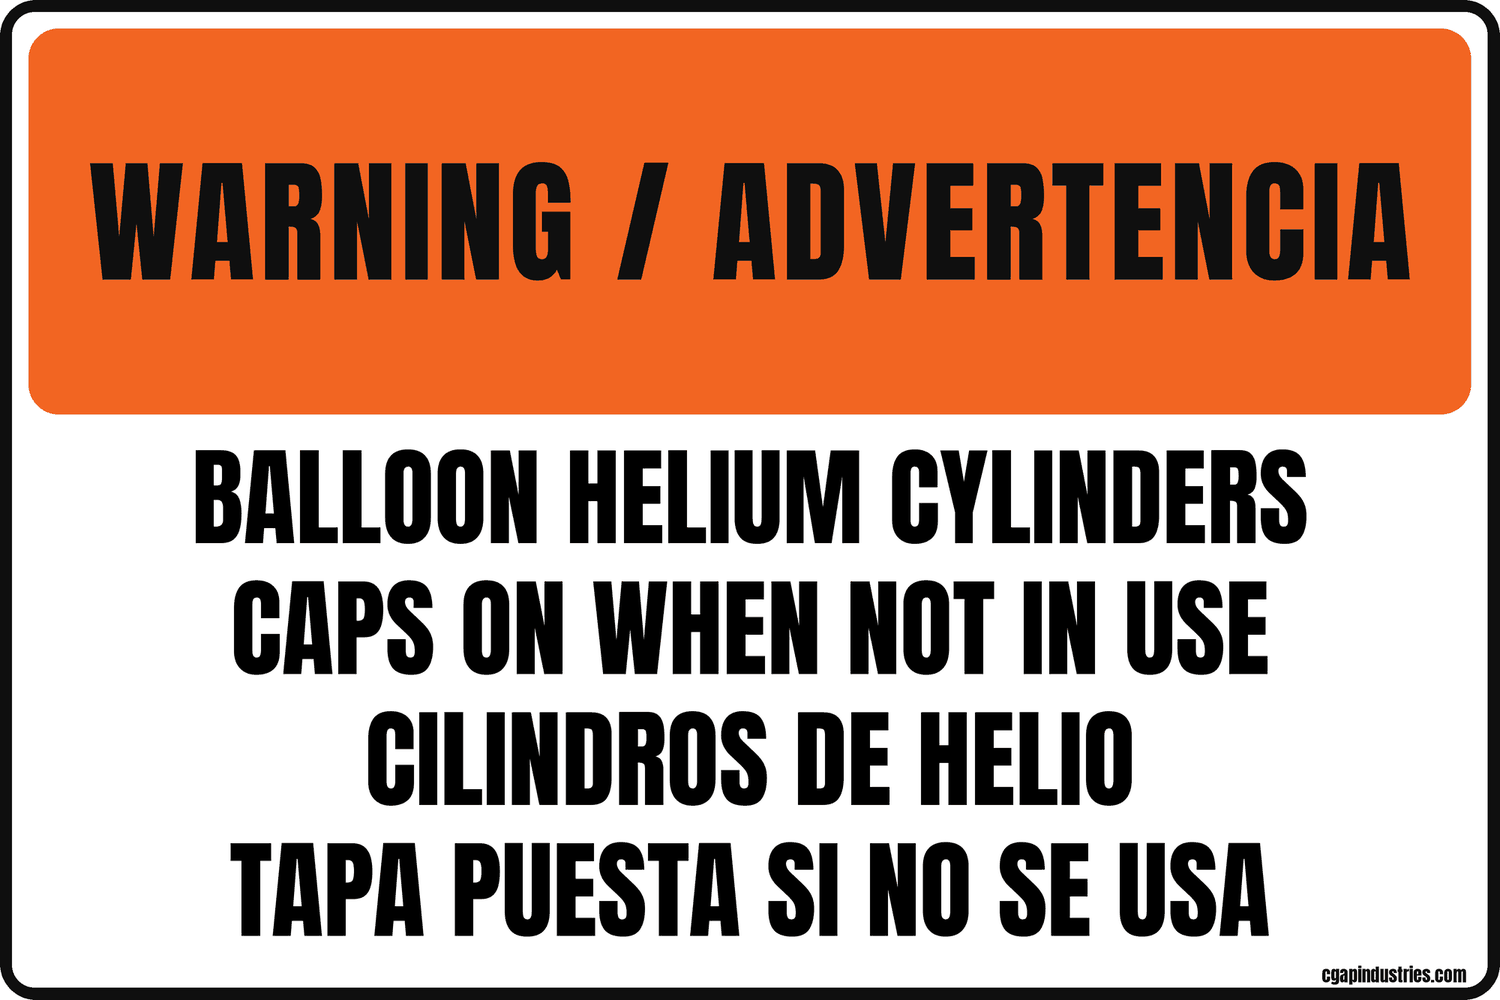 WARNING / ADVERTENCIA
BALLOON HELIUM CYLINDERS
CAPS ON WHEN NOT IN USE
CILINDROS DE HELIO
TAPA PUESTA SI NO SE USA
cgapindustries.com